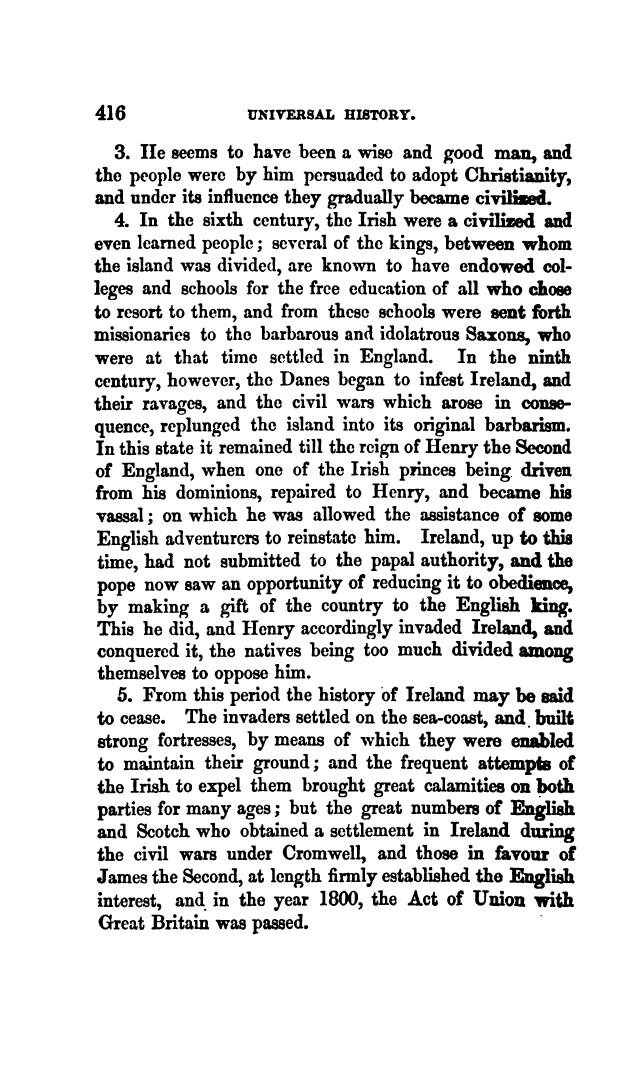 416 UNIVERSAL HISTORY.
3. He seems to have been a wise and good man, and
the people were by him persuaded to adopt Christianity,
and under its influence they gradually became civilized.
4. In the sixth century, the Irish were a civilized and
even learned people; several of the kings, between whom
the island was divided, are known to have endowed col-
leges and schools for the free education of all who chose
to resort to them, and from these schools were sent forth
missionaries to the barbarous and idolatrous Saxons, who
were at that time settled in England. In the ninth
century, however, the Danes began to infest Ireland, and
their ravages, and the civil wars which arose in conse-
quence, replunged the island into its original barbarism.
In this state it remained till the reign of Henry the Second
of England, when one of the Irish princes being driven
from his dominions, repaired to Henry, and became his
vassal; on which he was allowed the assistance of some
English adventurers to reinstate him. Ireland, up to this
time, had not submitted to the papal authority, and the
pope now saw an opportunity of reducing it to obedience,
by making a gift of the country to the English king.
This he did, and Henry accordingly invaded Ireland, and
conquered it, the natives being too much divided among
themselves to oppose him.
5. From this period the history of Ireland may be said
to cease. The invaders settled on the sea-coast, and built
strong fortresses, by means of which they were enabled
to maintain their ground; and the frequent attempts of
the Irish to expel them brought great calamities on both
parties for many ages; but the great numbers of English
and Scotch who obtained a settlement in Ireland during
the civil wars under Cromwell, and those in favour of
James the Second, at length firmly established the English
interest, and in the year 1800, the Act of Union with
Great Britain was passed.